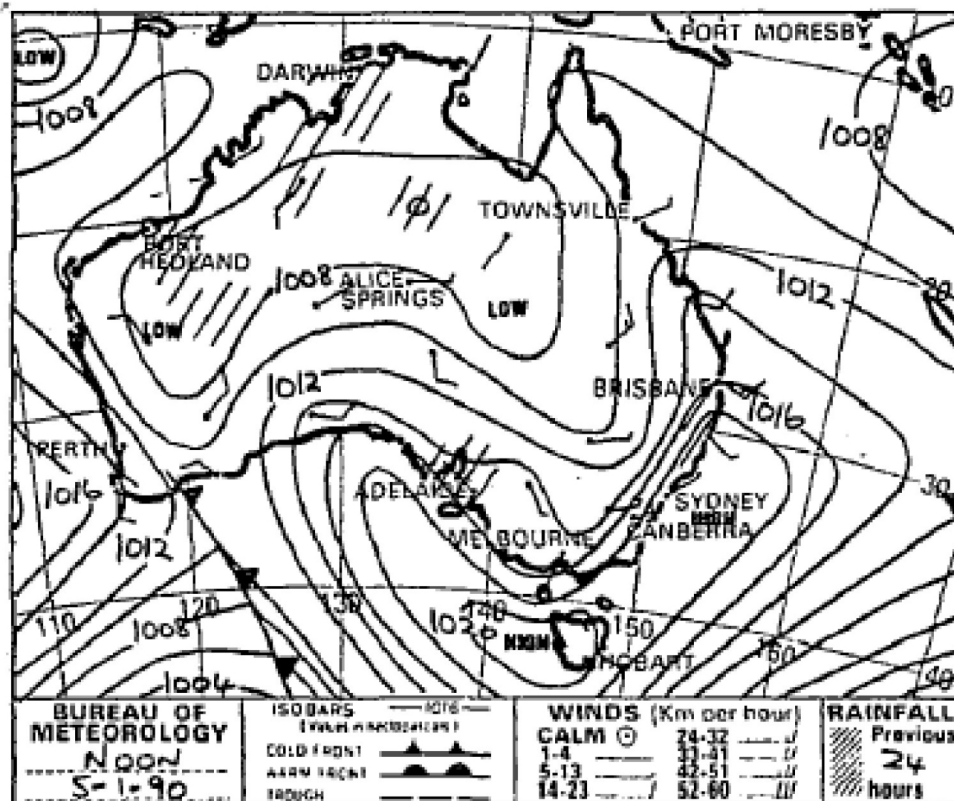 PORT MORESBY
LOW
DARWIN
1008
1008
TOWNSVILLE
PORT
HEDLAND
1008
ALICE
SPRINGS
1012
20
LOW
LOW
1012
BRISBANE
1016
PERTH
1016
ADELAIDE
SYDNEY
30
MELBOURNE
CANBERRA
1012
110
120
130
140
150
160
1008
1020
HOBART
40
1004
BUREAU OF
METEOROLOGY
NOON
5-1-90
ISOBARS 1016
COLD FRONT
WARM FRONT
TROUGH
WINDS (Km per hour)
CALM 24-32
1-4 33-41
5-13 42-51
14-23 52-60
RAINFALL
Previous
24
hours